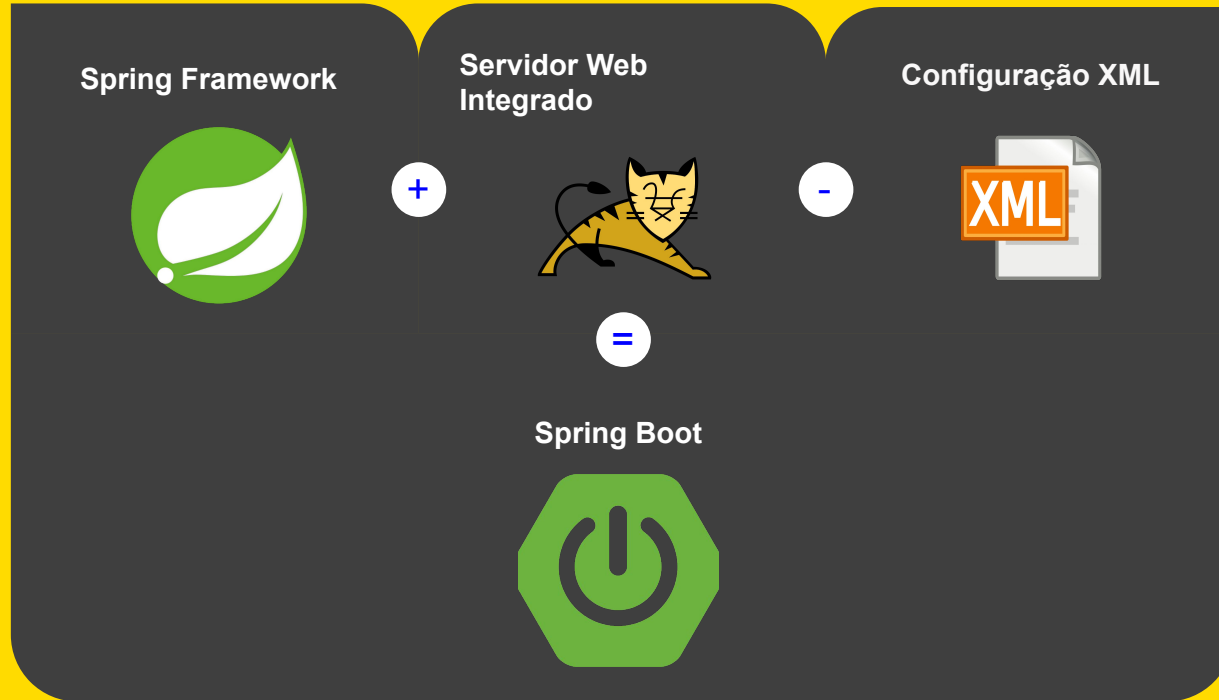 Spring Framework
Servidor Web
Integrado
Configuração XML
+
-
XML
=
Spring Boot